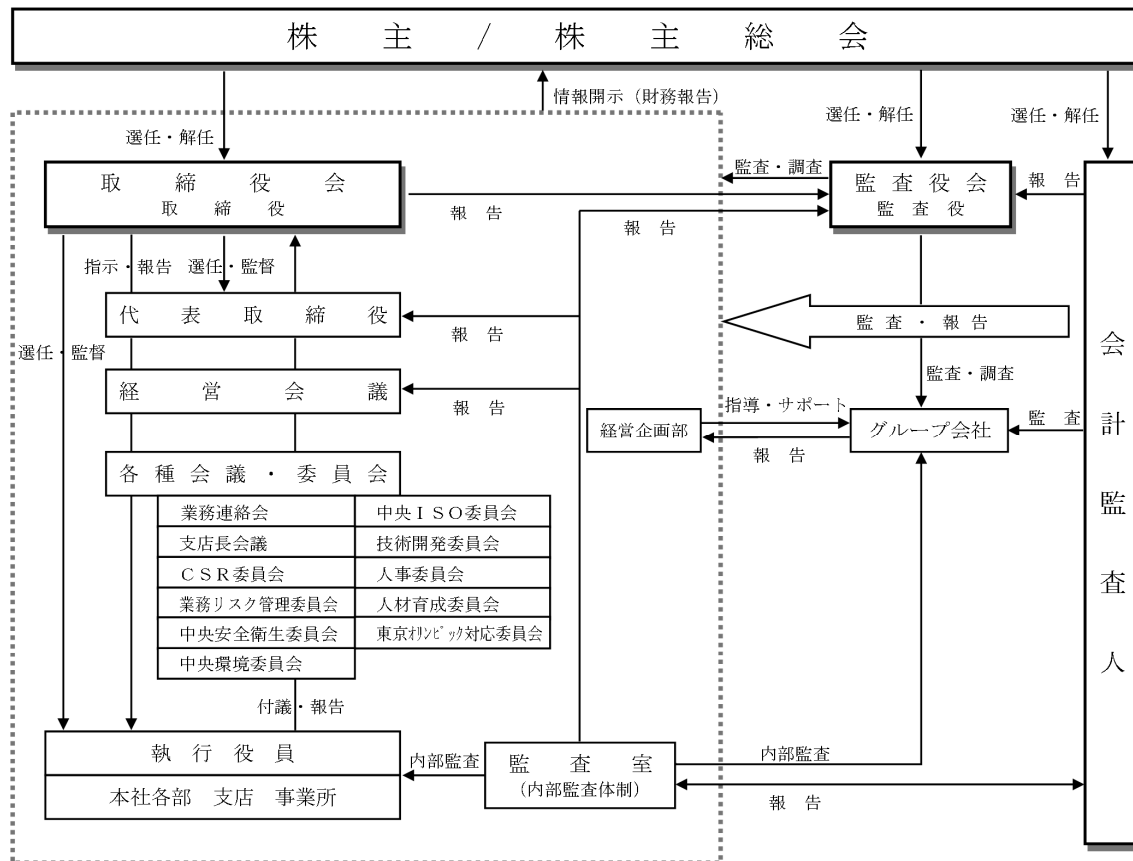 株主/株主総会
情報開示（財務報告）
選任・解任
選任・解任
選任・解任
取締役会
取締役
監査・調査
監査役会
監査役
報告
報告
報告
指示・報告
選任・監督
代表取締役
報告
監査・報告
選任・監督
経営会議
報告
監査・調査
指導・サポート
経営企画部
グループ会社
監査
報告
会計監査人
各種会議・委員会
業務連絡会
中央ＩＳＯ委員会
支店長会議
技術開発委員会
ＣＳＲ委員会
人事委員会
業務リスク管理委員会
人材育成委員会
中央安全衛生委員会
東京ｵﾘﾝﾋﾟｯｸ対応委員会
中央環境委員会
付議・報告
執行役員
本社各部 支店 事業所
内部監査
監査室
（内部監査体制）
内部監査
報告